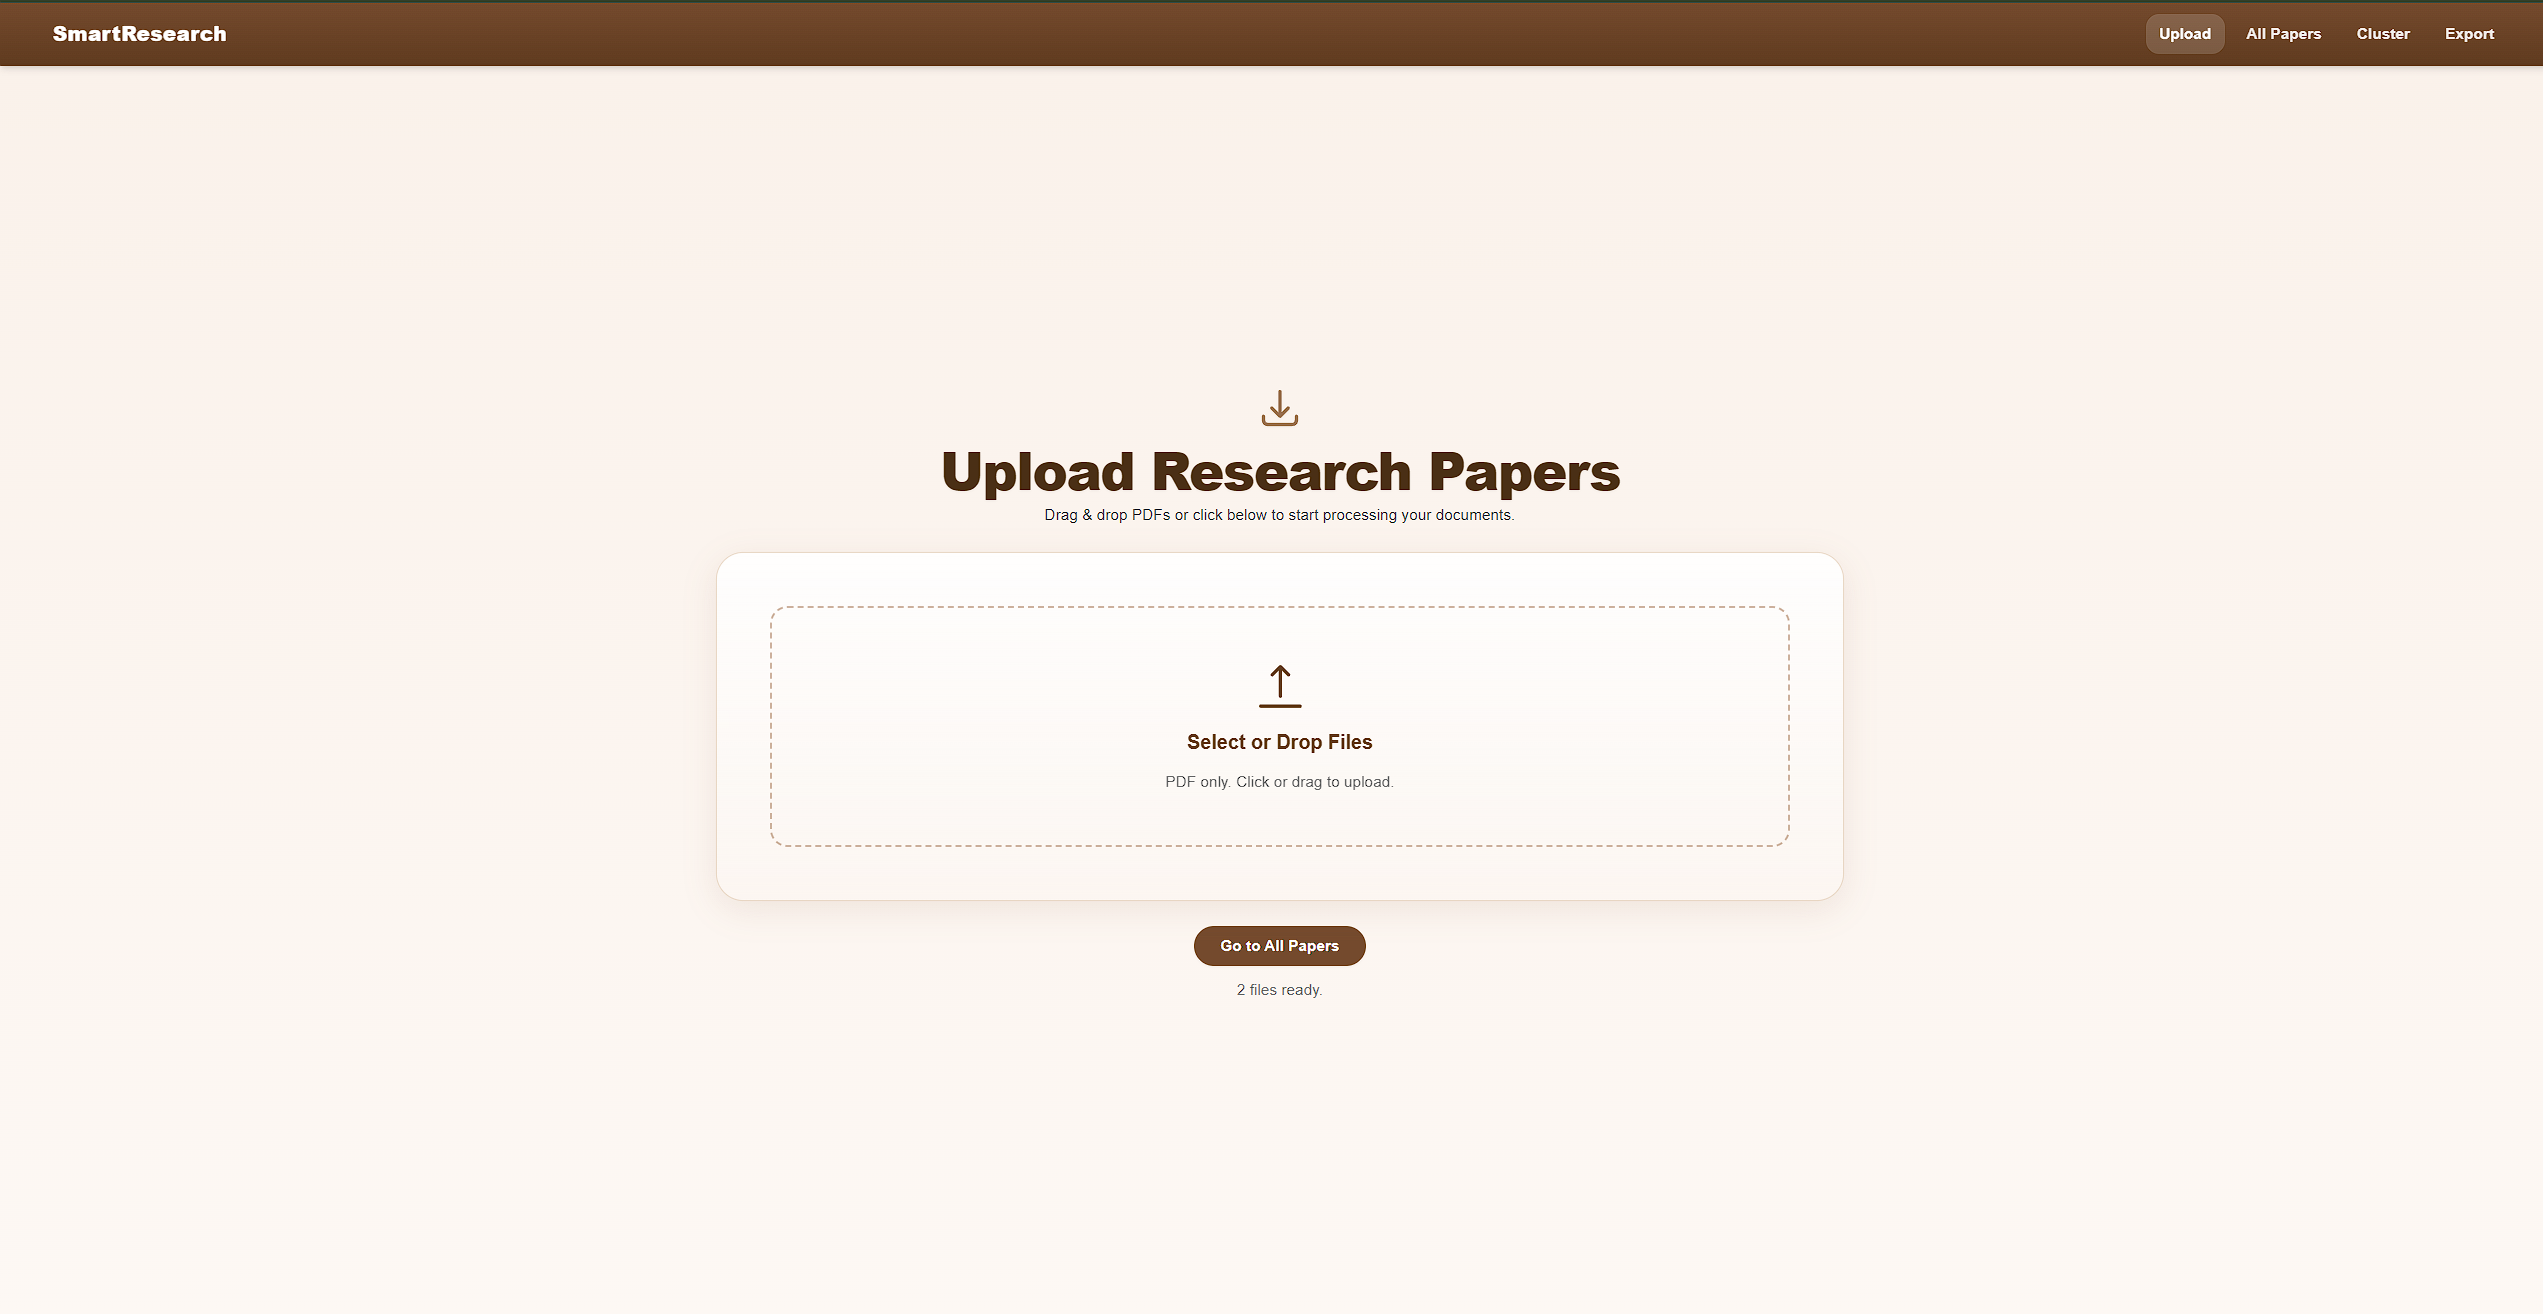 SmartResearch
Upload
All Papers
Cluster
Export
Upload Research Papers
Drag & drop PDFs or click below to start processing your documents.
Select or Drop Files
PDF only. Click or drag to upload.
Go to All Papers
2 files ready.